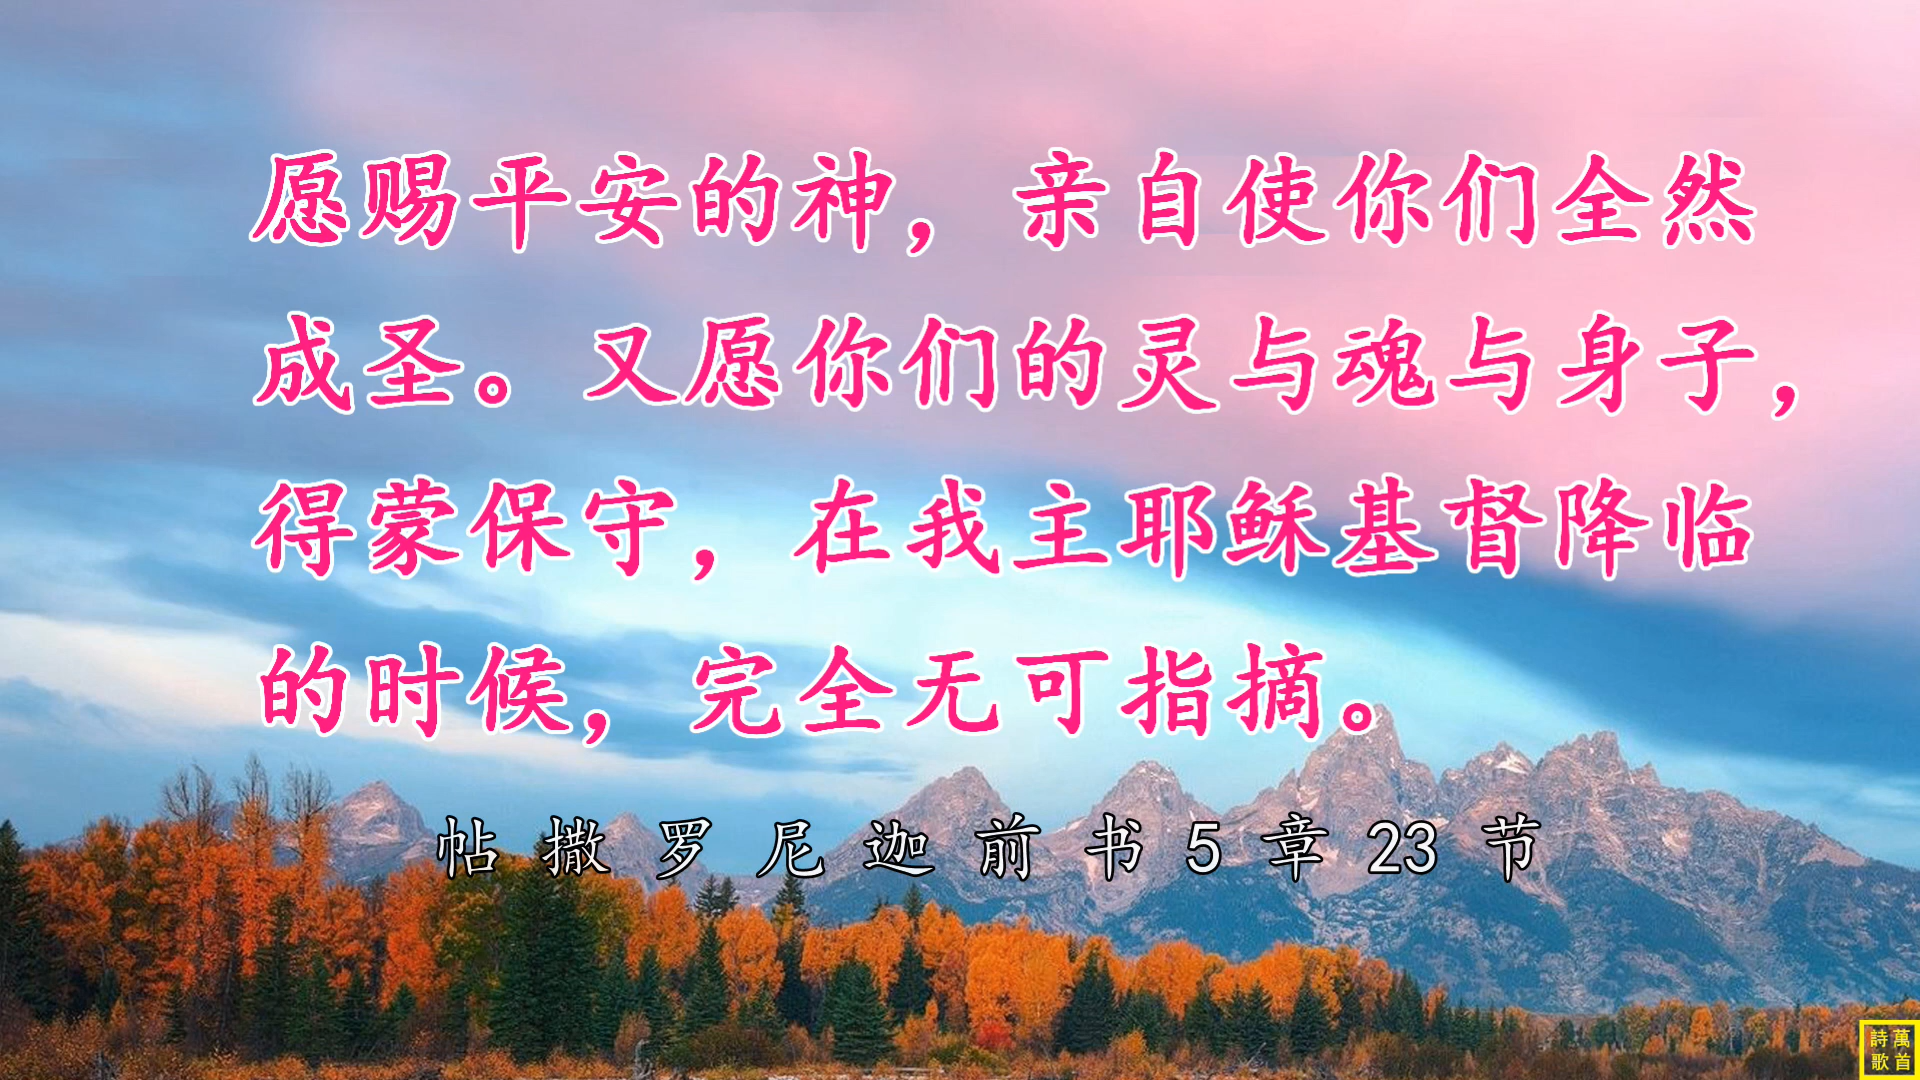 愿赐平安的神，亲自使你们全然
成圣。又愿你们的灵与魂与身子，
得蒙保守，在我主耶稣基督降临
的时候，完全无可指摘。
帖撒罗尼迦前书5章23节
萬首
詩歌